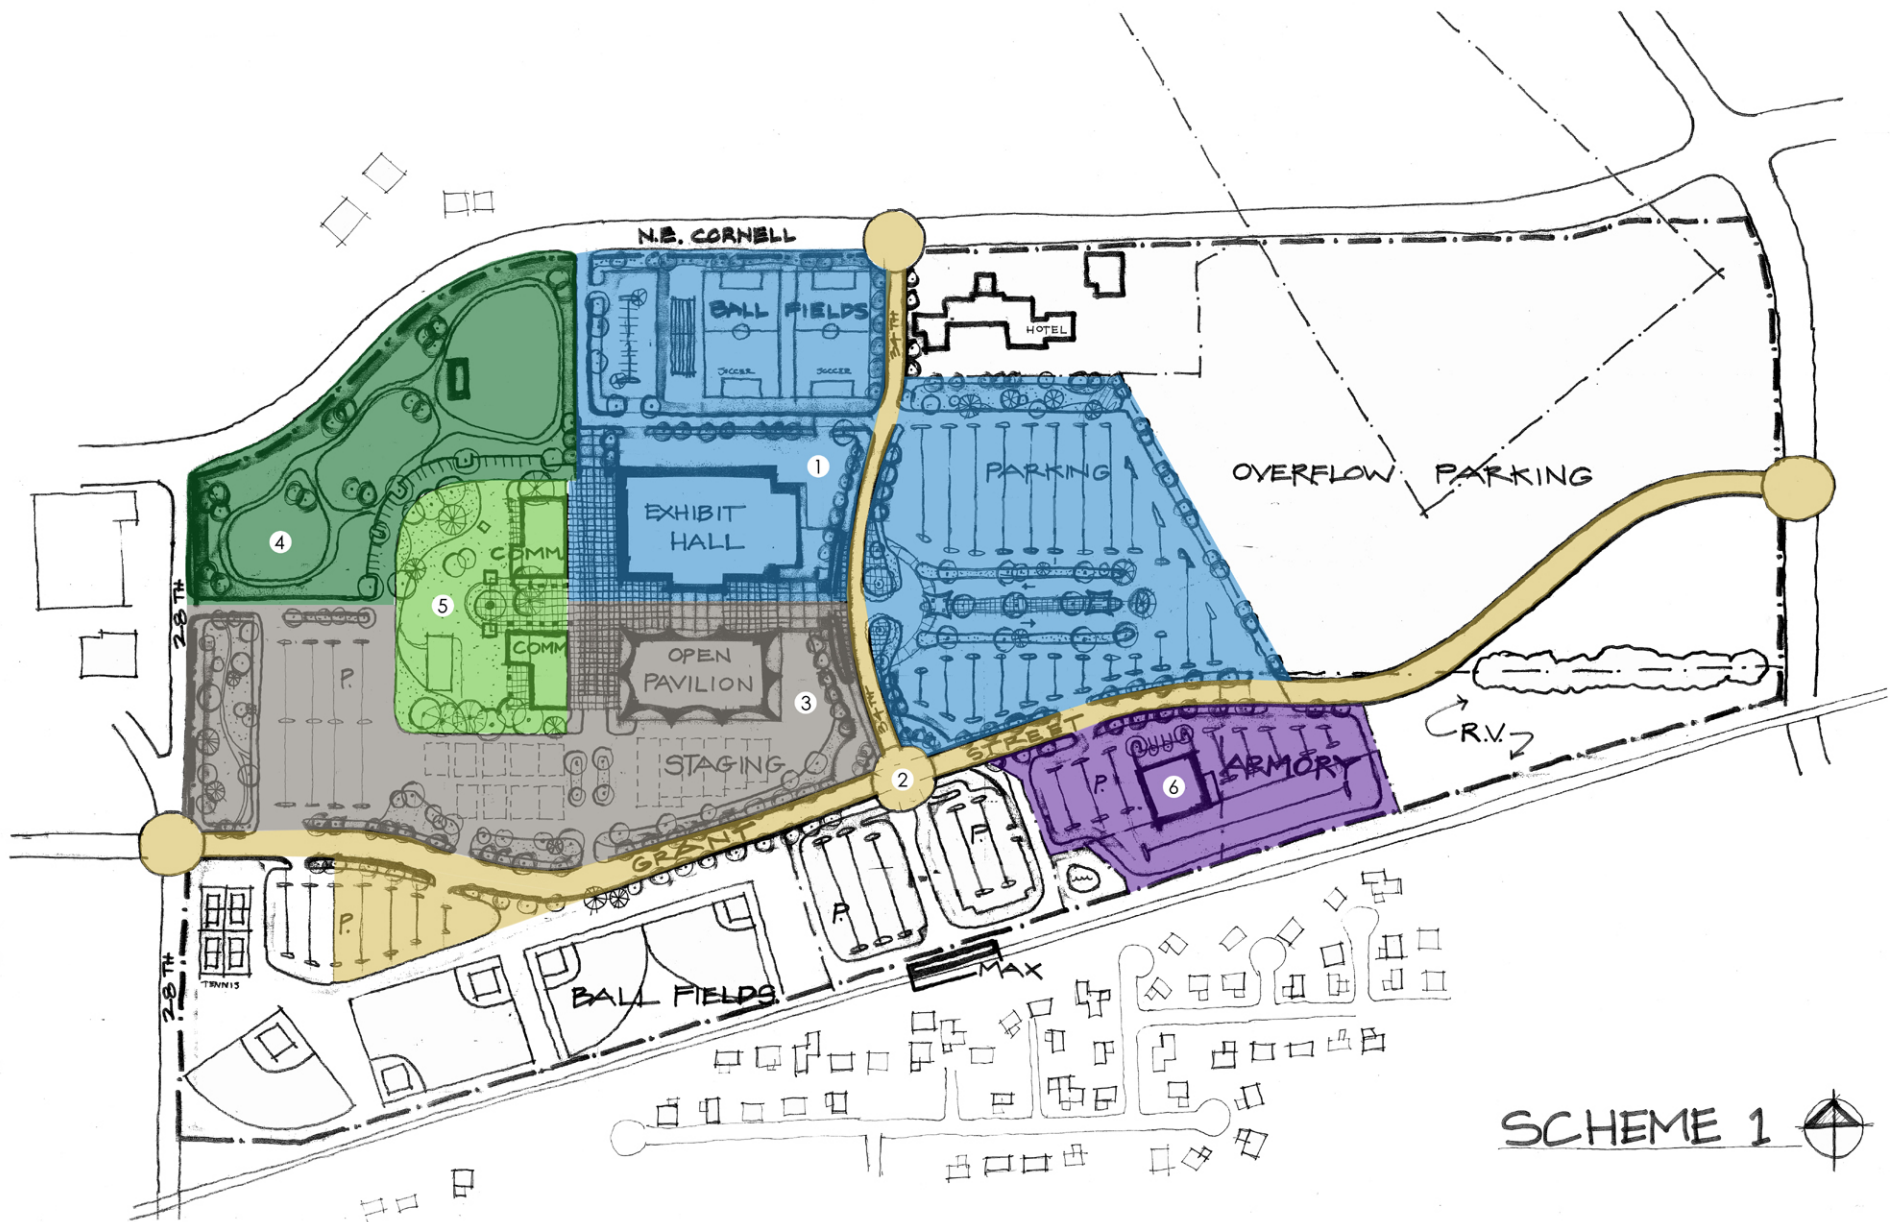 N.E. CORNELL
BALL FIELDS
34TH
HOTEL
SOCCER SOCCER
1
PARKING
OVERFLOW PARKING
EXHIBIT
HALL
4
COMM
28TH
5
COMM
OPEN
PAVILION
P.
3
34TH
R.V.
STREET
STAGING
2
P.
6
ARMORY
GRANT
P.
P.
P.
TENNIS
28TH
BALL FIELDS
MAX
SCHEME 1